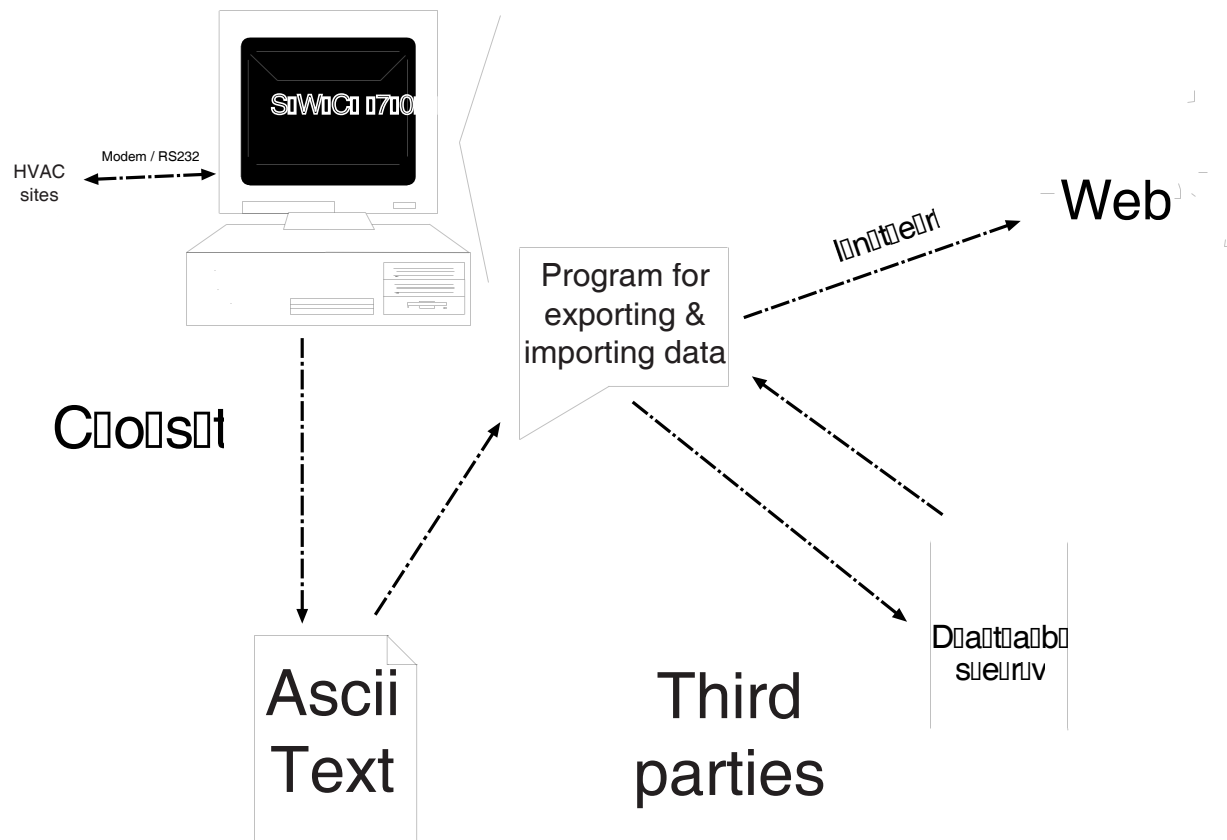 HVAC
sites
Modem / RS232
Program for
exporting &
importing data
Web
Ascii
Text
Third
parties